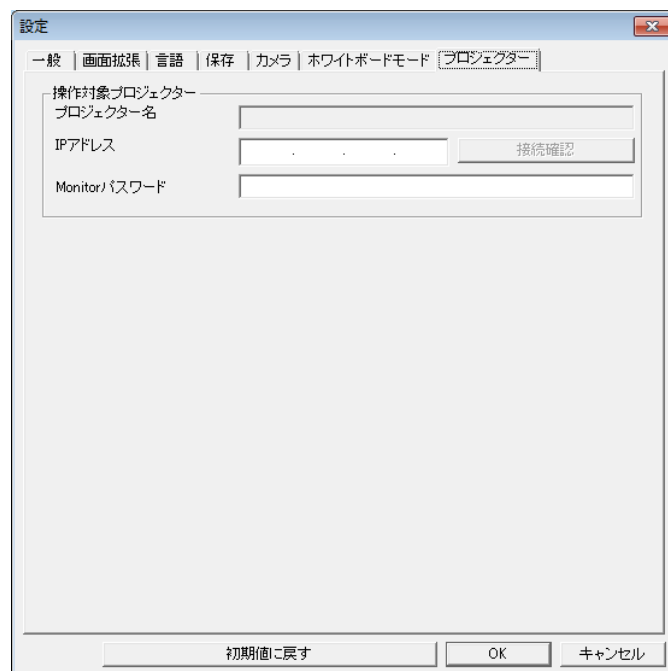 設定
一般 画面拡張 言語 保存 カメラ ホワイトボードモード プロジェクター
操作対象プロジェクター
プロジェクター名
IPアドレス . . . 接続確認
Monitorパスワード
初期値に戻す OK キャンセル